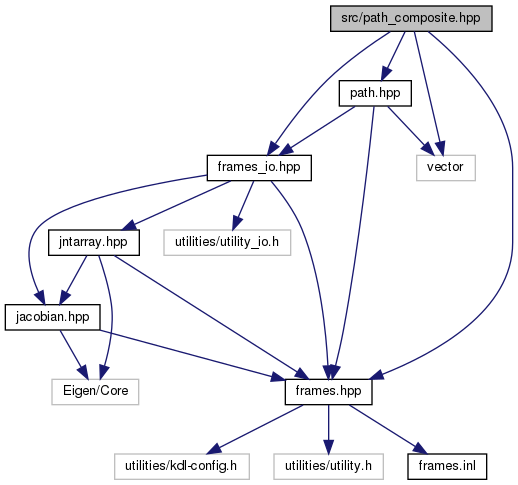 src/path_composite.hpp
path.hpp
frames_io.hpp
vector
jntarray.hpp
utilities/utility_io.h
jacobian.hpp
Eigen/Core
frames.hpp
utilities/kdl-config.h
utilities/utility.h
frames.inl